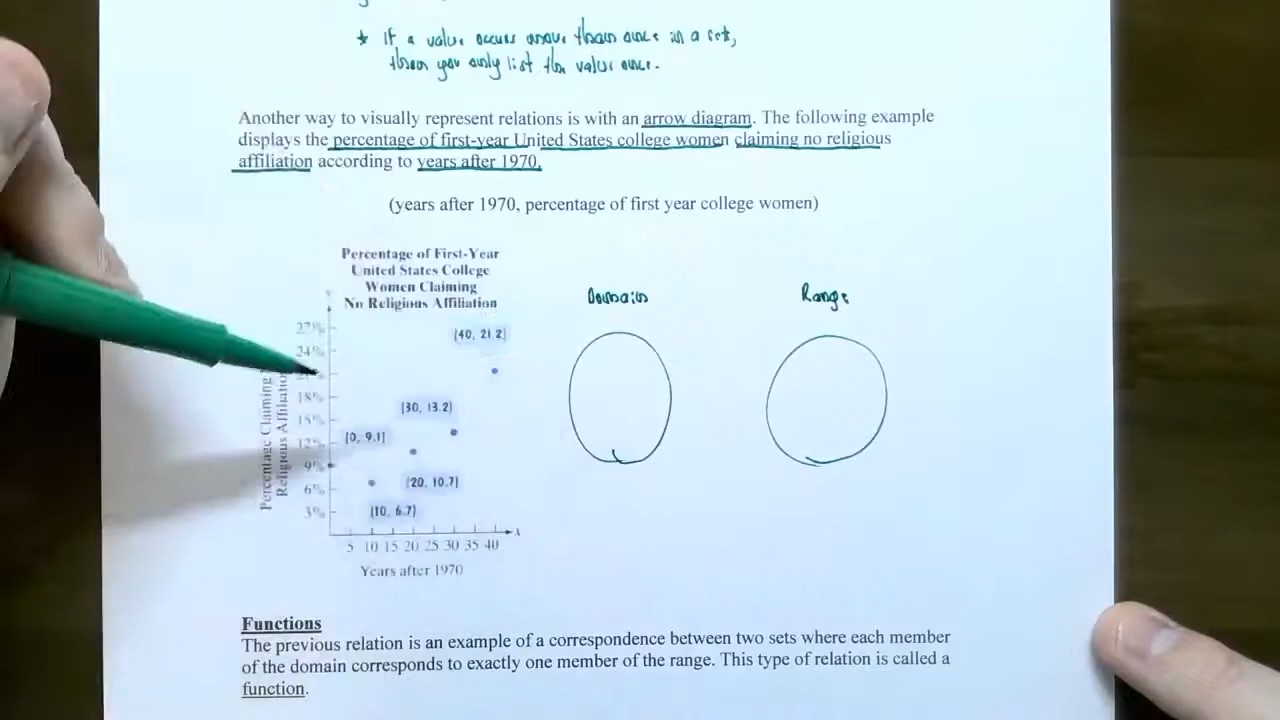 * If a value occurs more than once in a set,
then you only list the value once.
Another way to visually represent relations is with an arrow diagram. The following example
displays the percentage of first-year United States college women claiming no religious
affiliation according to years after 1970.
(years after 1970, percentage of first year college women)
Percentage of First-Year
United States College
Women Claiming
No Religious Affiliation
Domain
Range
27%
(40, 21.2)
24%
18%
(30, 13.2)
15%
12%
(0, 9.1)
9%
6%
(20, 10.7)
3%
(10, 6.7)
Percentage Claiming
Religious Affiliation
5 10 15 20 25 30 35 40
Years after 1970
Functions
The previous relation is an example of a correspondence between two sets where each member
of the domain corresponds to exactly one member of the range. This type of relation is called a
function.